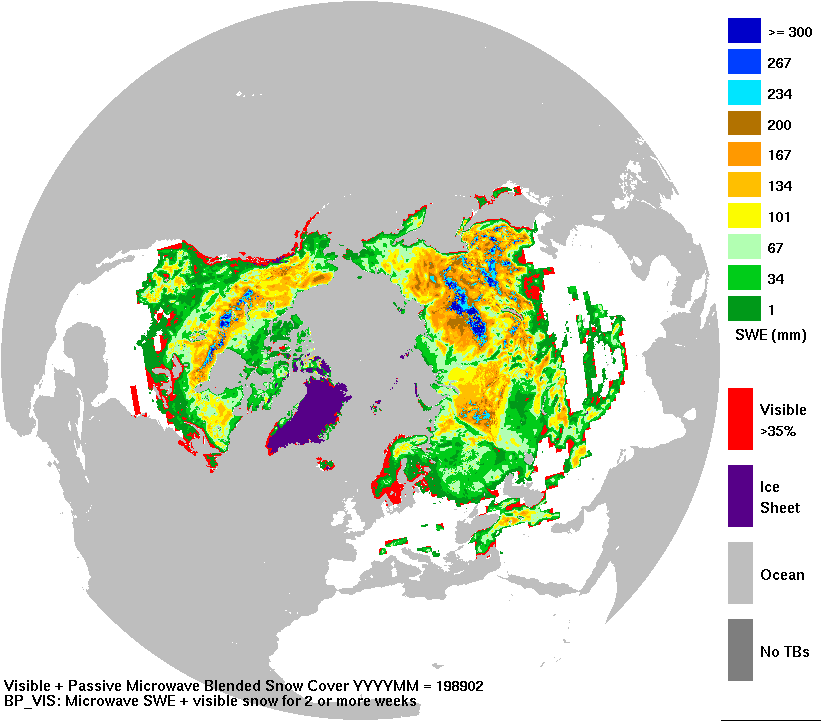 >= 300
267
234
200
167
134
101
67
34
1
SWE (mm)
Visible
>35%
Ice
Sheet
Ocean
No TBs
Visible + Passive Microwave Blended Snow Cover YYYYMM = 198902
BP_VIS: Microwave SWE + visible snow for 2 or more weeks